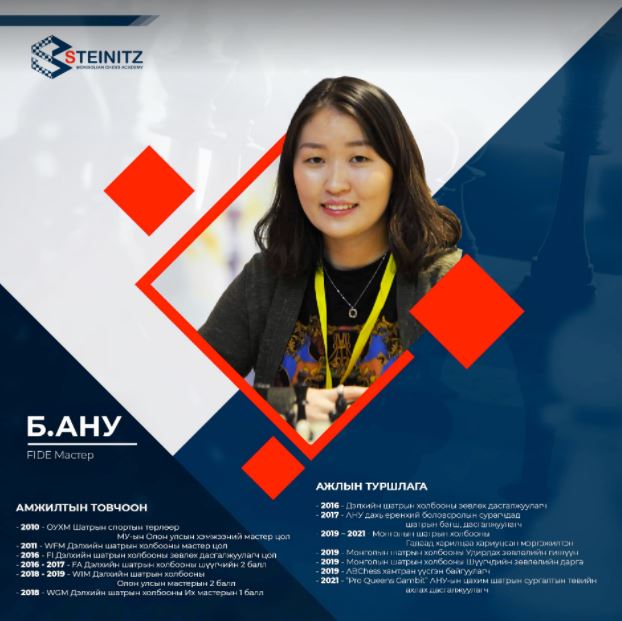 STEINITZ
MONGOLIAN CHESS ACADEMY
Б.АНУ
FIDE Мастер
АМЖИЛТЫН ТОВЧООН
- 2010 - ОУХМ Шатрын спортын төрлөөр
МУ-ын Олон улсын хэмжээний мастер цол
- 2011 - WFM Дэлхийн шатрын холбооны мастер цол
- 2016 - FI Дэлхийн шатрын холбооны зөвлөх дасгалжуулагч цол
- 2016 - 2017 - FA Дэлхийн шатрын холбооны шүүгчийн 2 балл
- 2018 - 2019 - WIM Дэлхийн шатрын холбооны
Олон улсын мастерын 2 балл
- 2018 - WGM Дэлхийн шатрын холбооны Их мастерын 1 балл
АЖЛЫН ТУРШЛАГА
- 2016 - Дэлхийн шатрын холбооны зөвлөх дасгалжуулагч
- 2017 - АНУ дахь ерөнхий боловсролын сургачдад
шатрын багш, дасгалжуулагч
2019 - 2021 - Монголын шатрын холбооны
Гадаад харилцаа хариуцсан мэргэжилтэн
- 2019 - Монголын шатрын холбооны Удирдах зөвлөлийн гишүүн
- 2019 - Монголын шатрын холбооны Шүүгчдийн зөвлөлийн дарга
- 2019 - ABChess хамтран үүсгэн байгуулагч
- 2021 - "Pro Queens Gambit" АНУ-ын цахим шатрын сургалтын төвийн
ахлах дасгалжуулагч